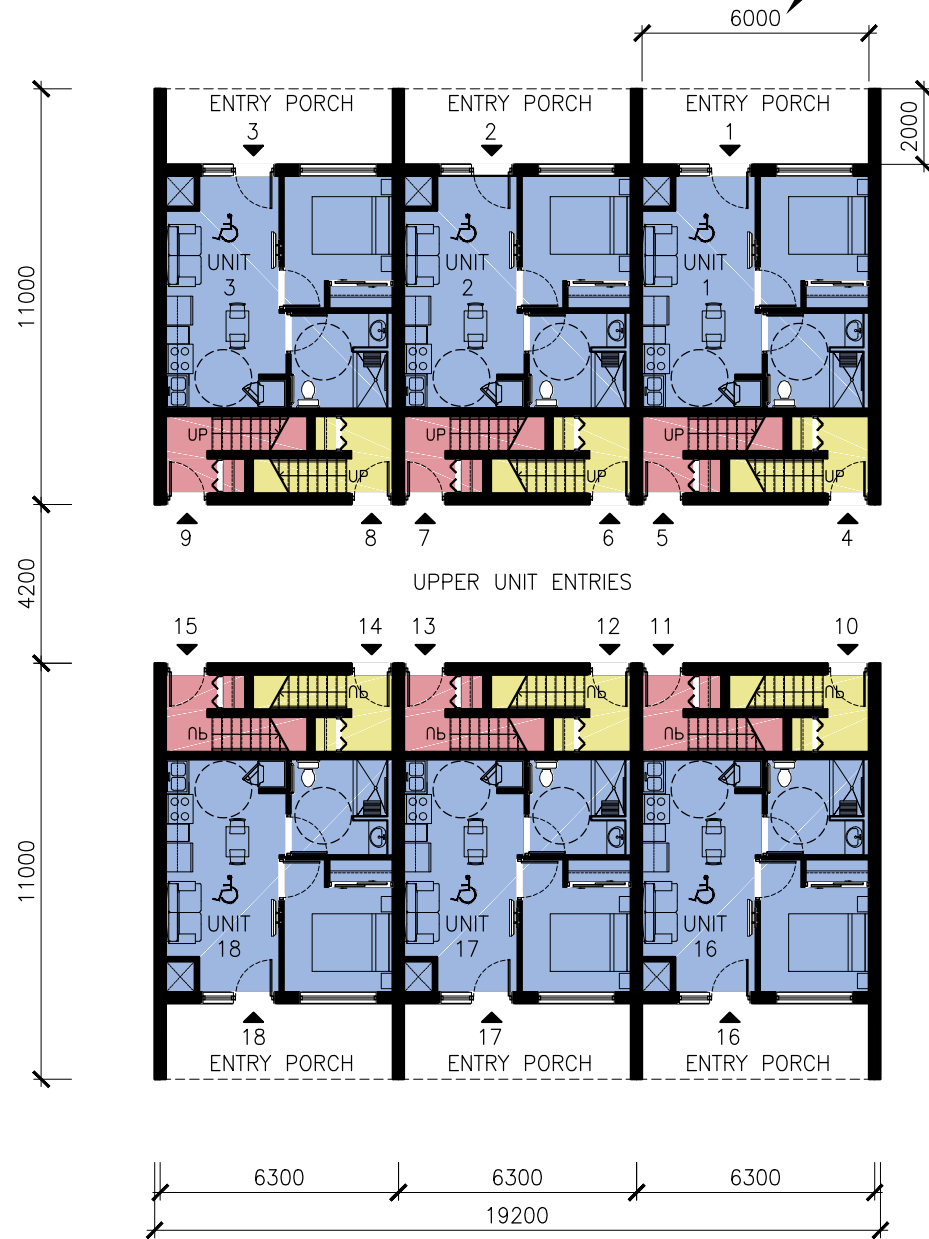 6000
ENTRY PORCH ENTRY PORCH ENTRY PORCH
3 2 1
2000
UNIT 3
UNIT 2
UNIT 1
11000
UP UP UP
UP UP UP
9 8 7 6 5 4
4200
UPPER UNIT ENTRIES
15 14 13 12 11 10
UP UP UP
UP UP UP
11000
UNIT 18
UNIT 17
UNIT 16
18 17 16
ENTRY PORCH ENTRY PORCH ENTRY PORCH
6300 6300 6300
19200